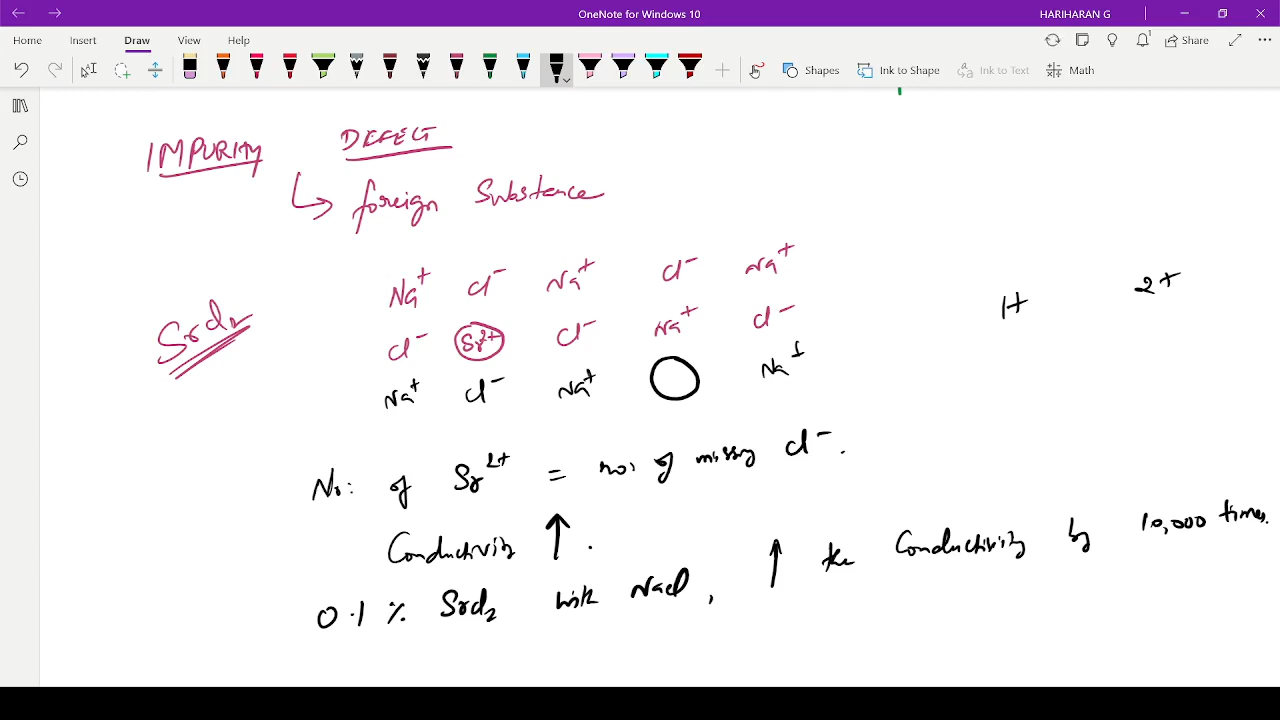 OneNote for Windows 10
HARIHARAN G
Home Insert Draw View Help
Share
Shapes Ink to Shape Ink to Text Math
IMPURITY DEFECT
foreign Substance
Na⁺ Cl⁻ Na⁺ Cl⁻ Na⁺
SrCl₂ Cl⁻ Sr²⁺ Cl⁻ Na⁺ Cl⁻ 1+ 2+
Na⁺ Cl⁻ Na⁺ Na⁺
No: of Sr²⁺ = no: of missing Cl⁻.
Conductivity ↑.
0.1 % SrCl₂ with NaCl, ↑ the Conductivity by 10,000 times.